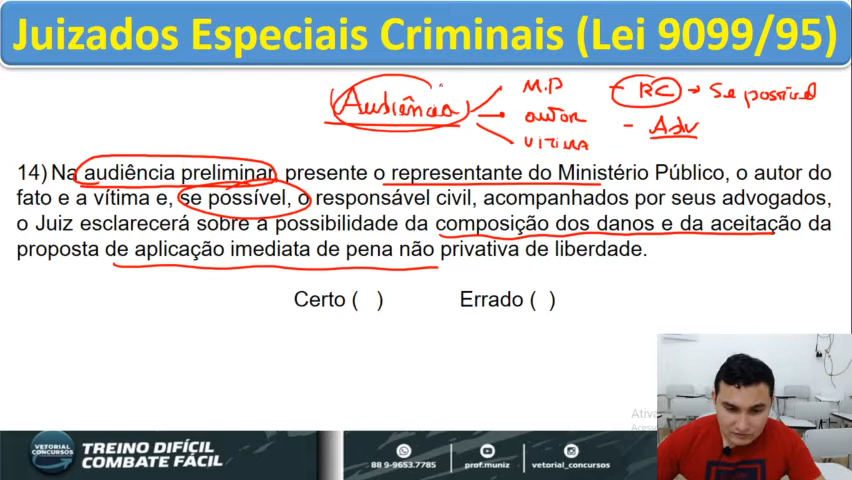 Juizados Especiais Criminais (Lei 9099/95)
Audiência
M.P
autor
VITIMA
- RC → Se possível
- Adv
14) Na audiência preliminar, presente o representante do Ministério Público, o autor do
fato e a vítima e, se possível, o responsável civil, acompanhados por seus advogados,
o Juiz esclarecerá sobre a possibilidade da composição dos danos e da aceitação da
proposta de aplicação imediata de pena não privativa de liberdade.
Certo ( ) Errado ( )
Ativa
VETORIAL
CONCURSOS
TREINO DIFÍCIL
COMBATE FÁCIL
88 9-9653.7785
prof.muniz
vetorial_concursos